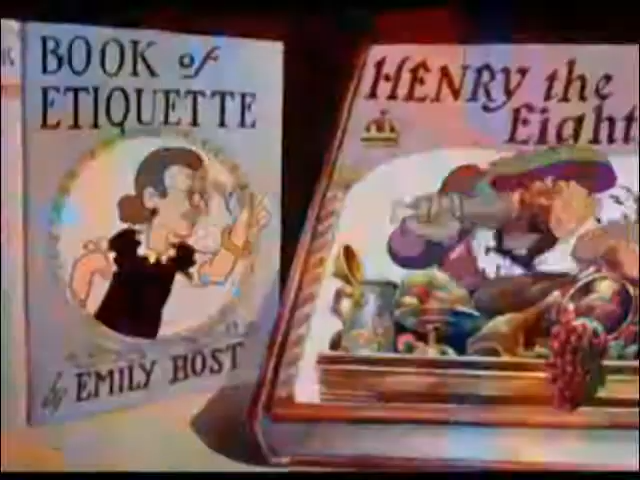 BOOK of
ETIQUETTE
by EMILY HOST
HENRY the
Eight